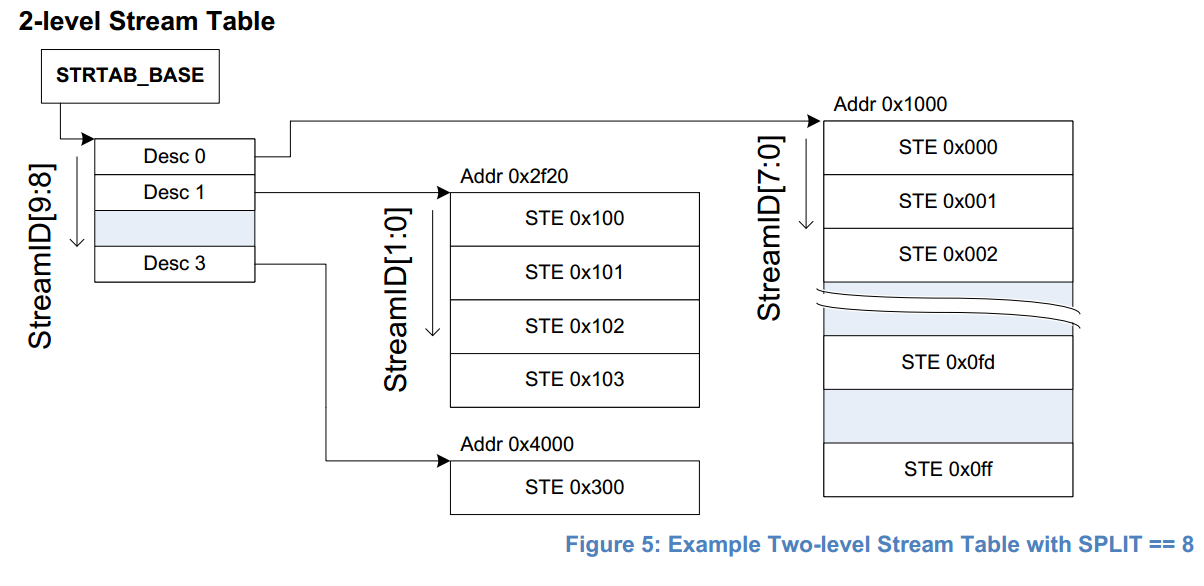 2-level Stream Table
STRTAB_BASE
StreamID[9:8]
Desc 0
Desc 1
Desc 3
Addr 0x2f20
StreamID[1:0]
STE 0x100
STE 0x101
STE 0x102
STE 0x103
Addr 0x4000
STE 0x300
Addr 0x1000
StreamID[7:0]
STE 0x000
STE 0x001
STE 0x002
STE 0x0fd
STE 0x0ff
Figure 5: Example Two-level Stream Table with SPLIT == 8